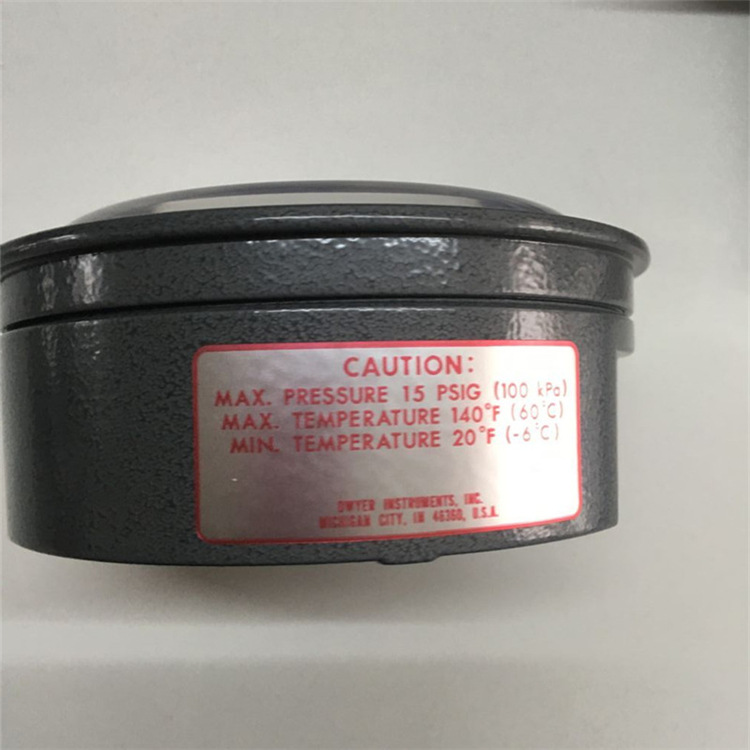 CAUTION:
MAX. PRESSURE 15 PSIG (100 kPa)
MAX. TEMPERATURE 140°F (60°C)
MIN. TEMPERATURE 20°F (-6°C)
DWYER INSTRUMENTS, INC.
MICHIGAN CITY, IN 46360, U.S.A.